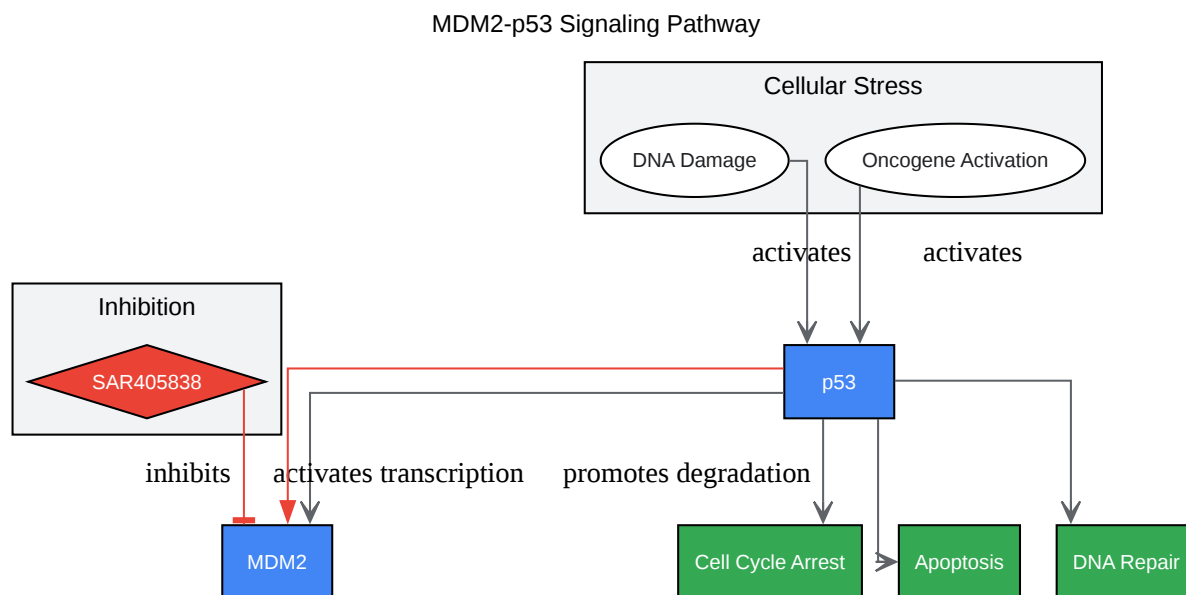 MDM2-p53 Signaling Pathway
Cellular Stress
DNA Damage
Oncogene Activation
activates
activates
Inhibition
SAR405838
p53
inhibits
activates transcription
promotes degradation
MDM2
Cell Cycle Arrest
Apoptosis
DNA Repair